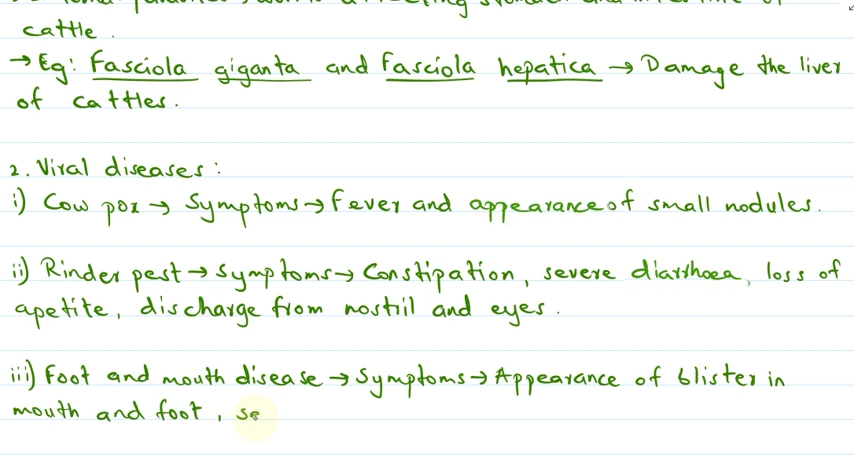 cattle.
→ Eg: Fasciola giganta and Fasciola hepatica → Damage the liver
of cattles.
2. Viral diseases:
i) Cow pox → Symptoms → Fever and appearance of small nodules.
ii) Rinder pest → Symptoms → Constipation, severe diarrhoea, loss of
apetite, discharge from nostril and eyes.
iii) Foot and mouth disease → Symptoms → Appearance of blister in
mouth and foot, se